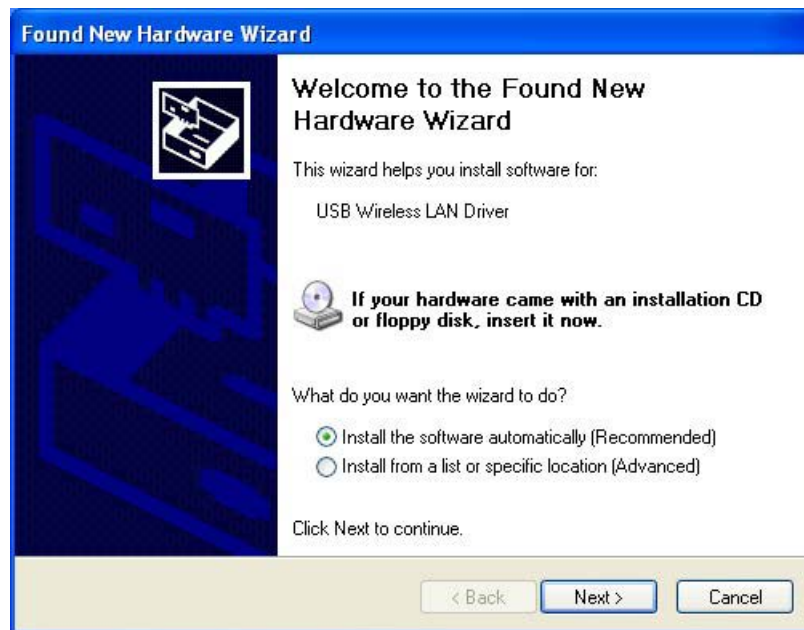 Found New Hardware Wizard
Welcome to the Found New
Hardware Wizard
This wizard helps you install software for:
USB Wireless LAN Driver
If your hardware came with an installation CD
or floppy disk, insert it now.
What do you want the wizard to do?
Install the software automatically (Recommended)
Install from a list or specific location (Advanced)
Click Next to continue.
< Back
Next >
Cancel